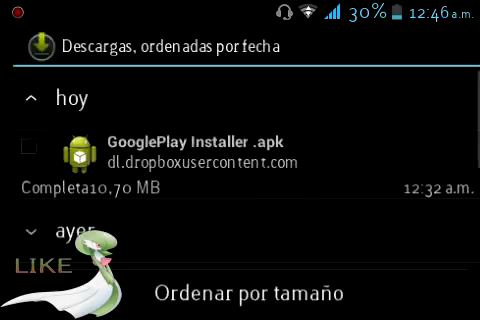 30% 12:46a.m.
Descargas, ordenadas por fecha
hoy
GooglePlay Installer .apk
dl.dropboxusercontent.com
Completa10,70 MB 12:32 a.m.
ayer
LIKE
Ordenar por tamaño